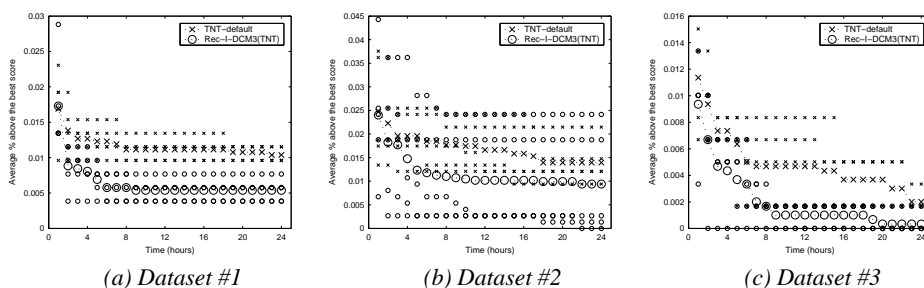 0.03
0.025
0.02
0.015
0.01
0.005
0
0 4 8 12 16 20 24
Average % above the best score
Time (hours)
TNT−default
Rec−I−DCM3(TNT)
(a) Dataset #1
0.045
0.04
0.035
0.03
0.025
0.02
0.015
0.01
0.005
0
0 4 8 12 16 20 24
Average % above the best score
Time (hours)
TNT−default
Rec−I−DCM3(TNT)
(b) Dataset #2
0.016
0.014
0.012
0.01
0.008
0.006
0.004
0.002
0
0 4 8 12 16 20 24
Average % above the best score
Time (hours)
TNT−default
Rec−I−DCM3(TNT)
(c) Dataset #3